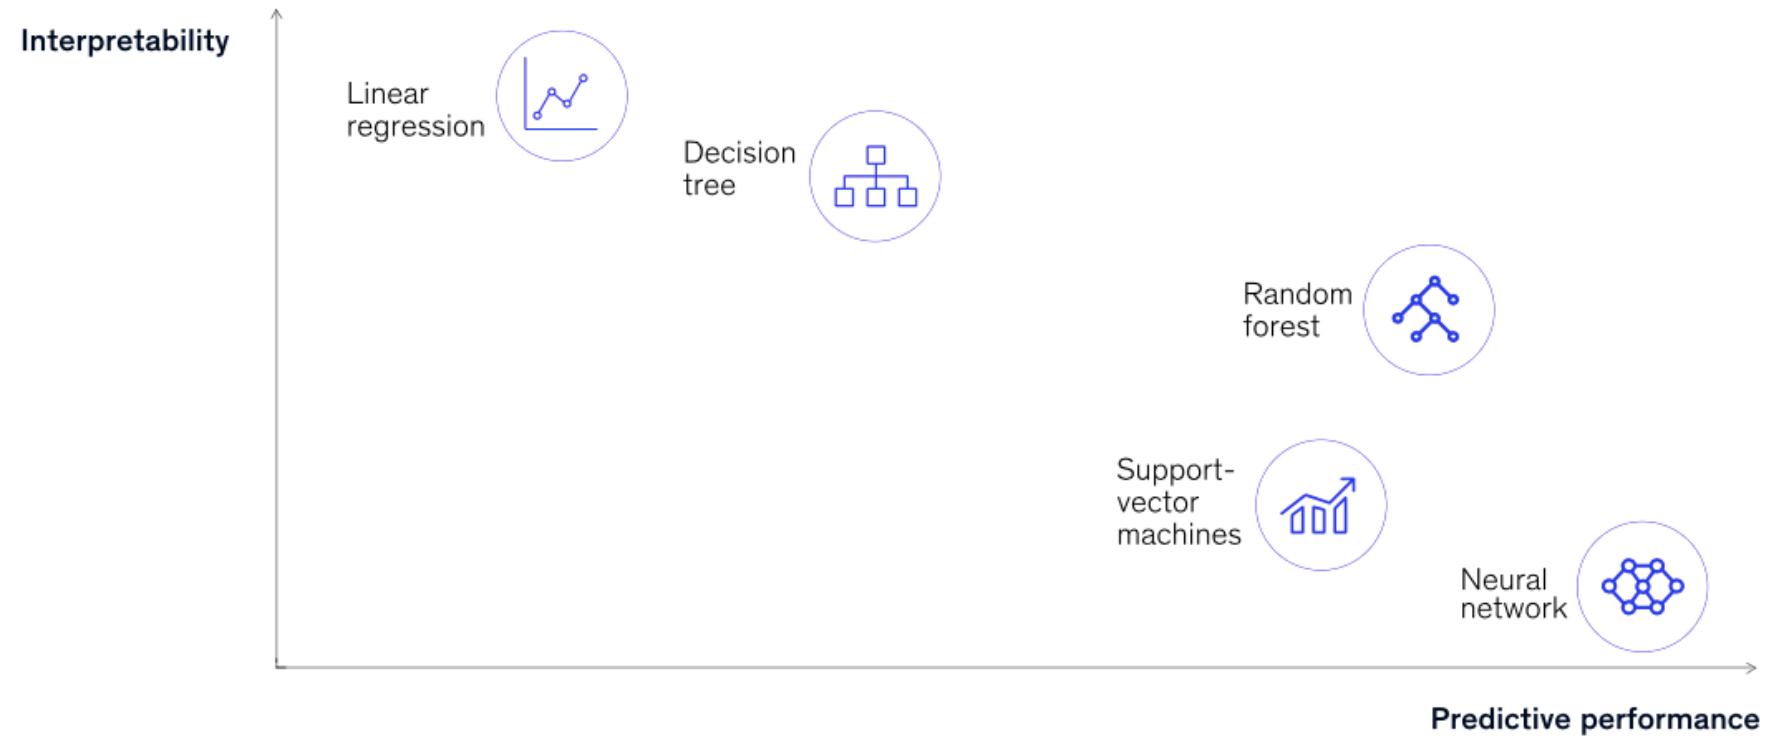 Interpretability
Linear
regression
Decision
tree
Random
forest
Support-
vector
machines
Neural
network
Predictive performance